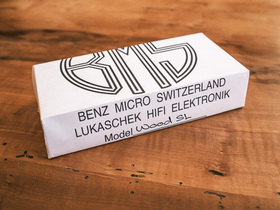 BMS
BENZ MICRO SWITZERLAND
LUKASCHEK HIFI ELEKTRONIK
Model Wood SL